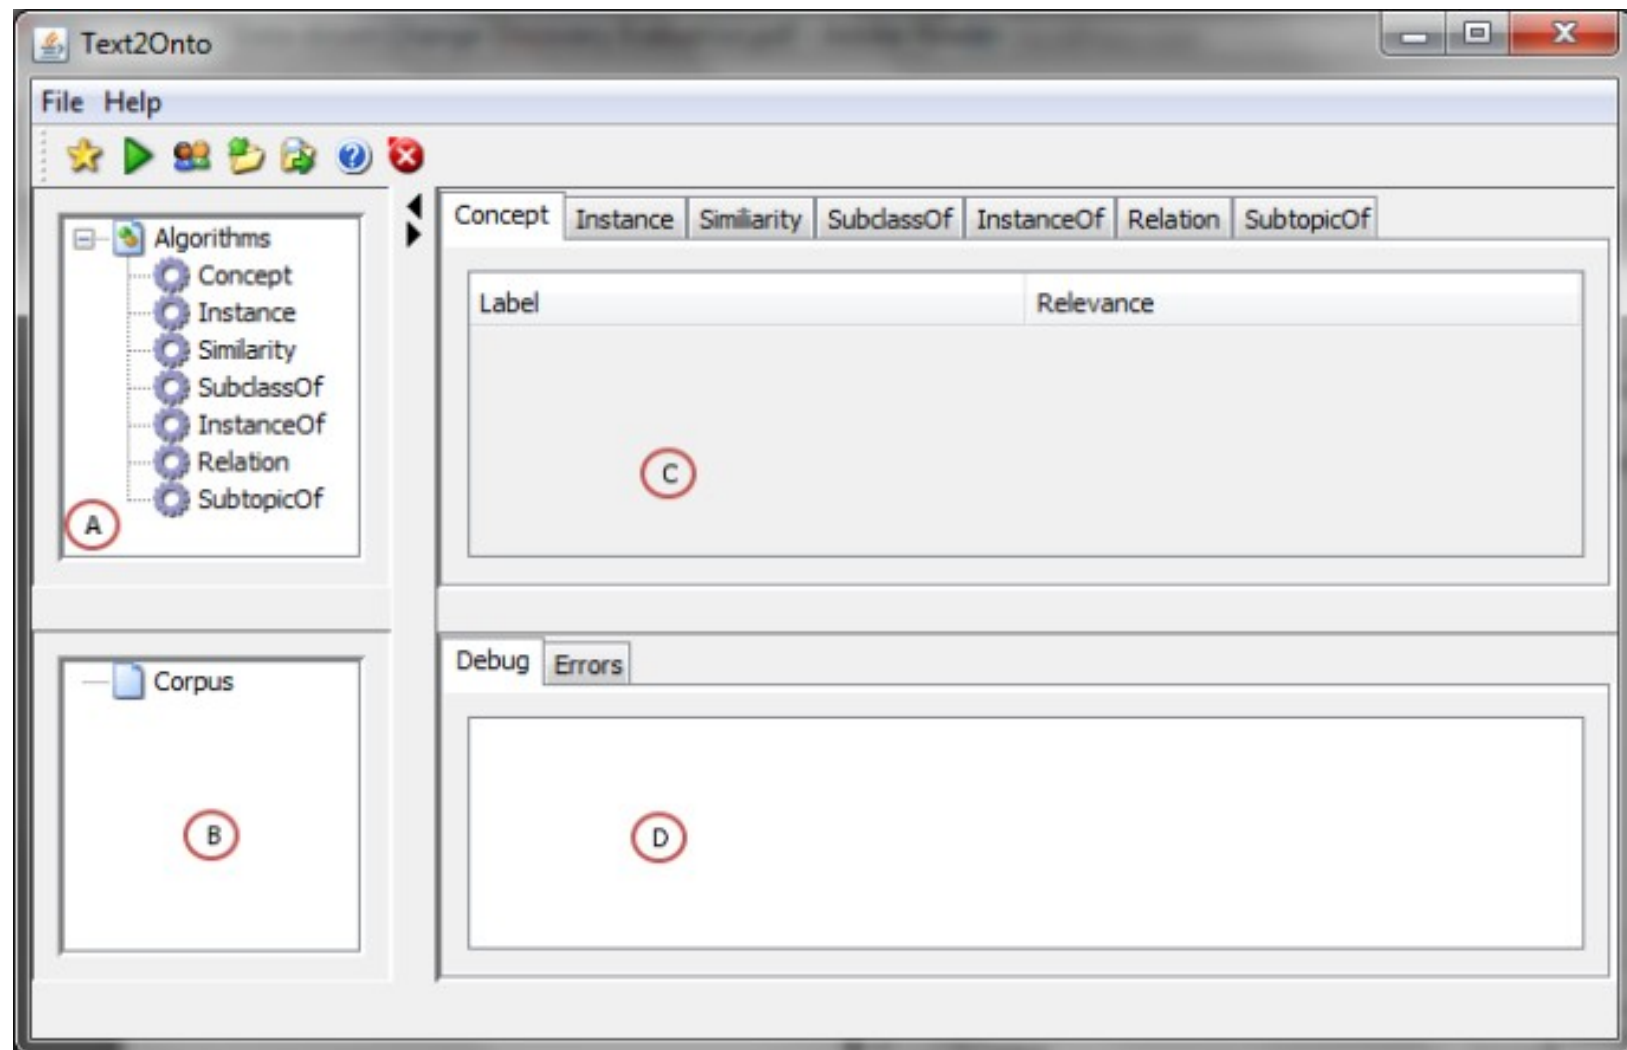 Text2Onto
File Help
Algorithms
Concept
Instance
Similarity
SubclassOf
InstanceOf
Relation
SubtopicOf
A
Concept Instance Similiarity SubclassOf InstanceOf Relation SubtopicOf
Label Relevance
C
Corpus
B
Debug Errors
D